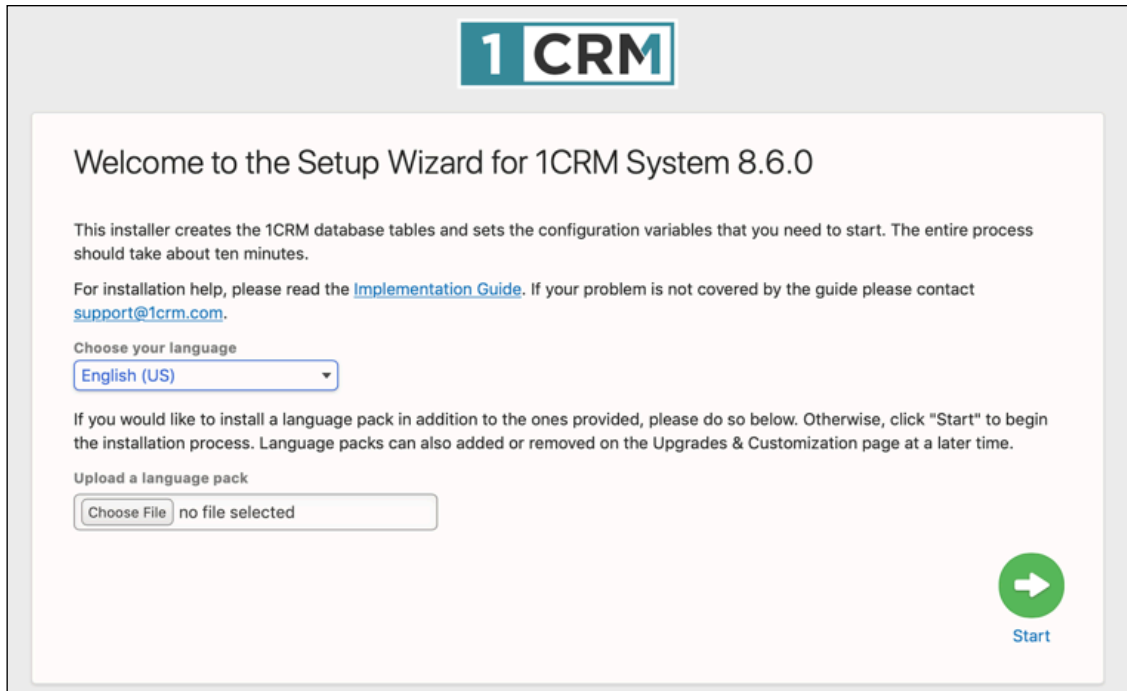 1 CRM
Welcome to the Setup Wizard for 1CRM System 8.6.0
This installer creates the 1CRM database tables and sets the configuration variables that you need to start. The entire process
should take about ten minutes.
For installation help, please read the Implementation Guide. If your problem is not covered by the guide please contact
support@1crm.com.
Choose your language
English (US)
If you would like to install a language pack in addition to the ones provided, please do so below. Otherwise, click "Start" to begin
the installation process. Language packs can also added or removed on the Upgrades & Customization page at a later time.
Upload a language pack
Choose File no file selected
Start